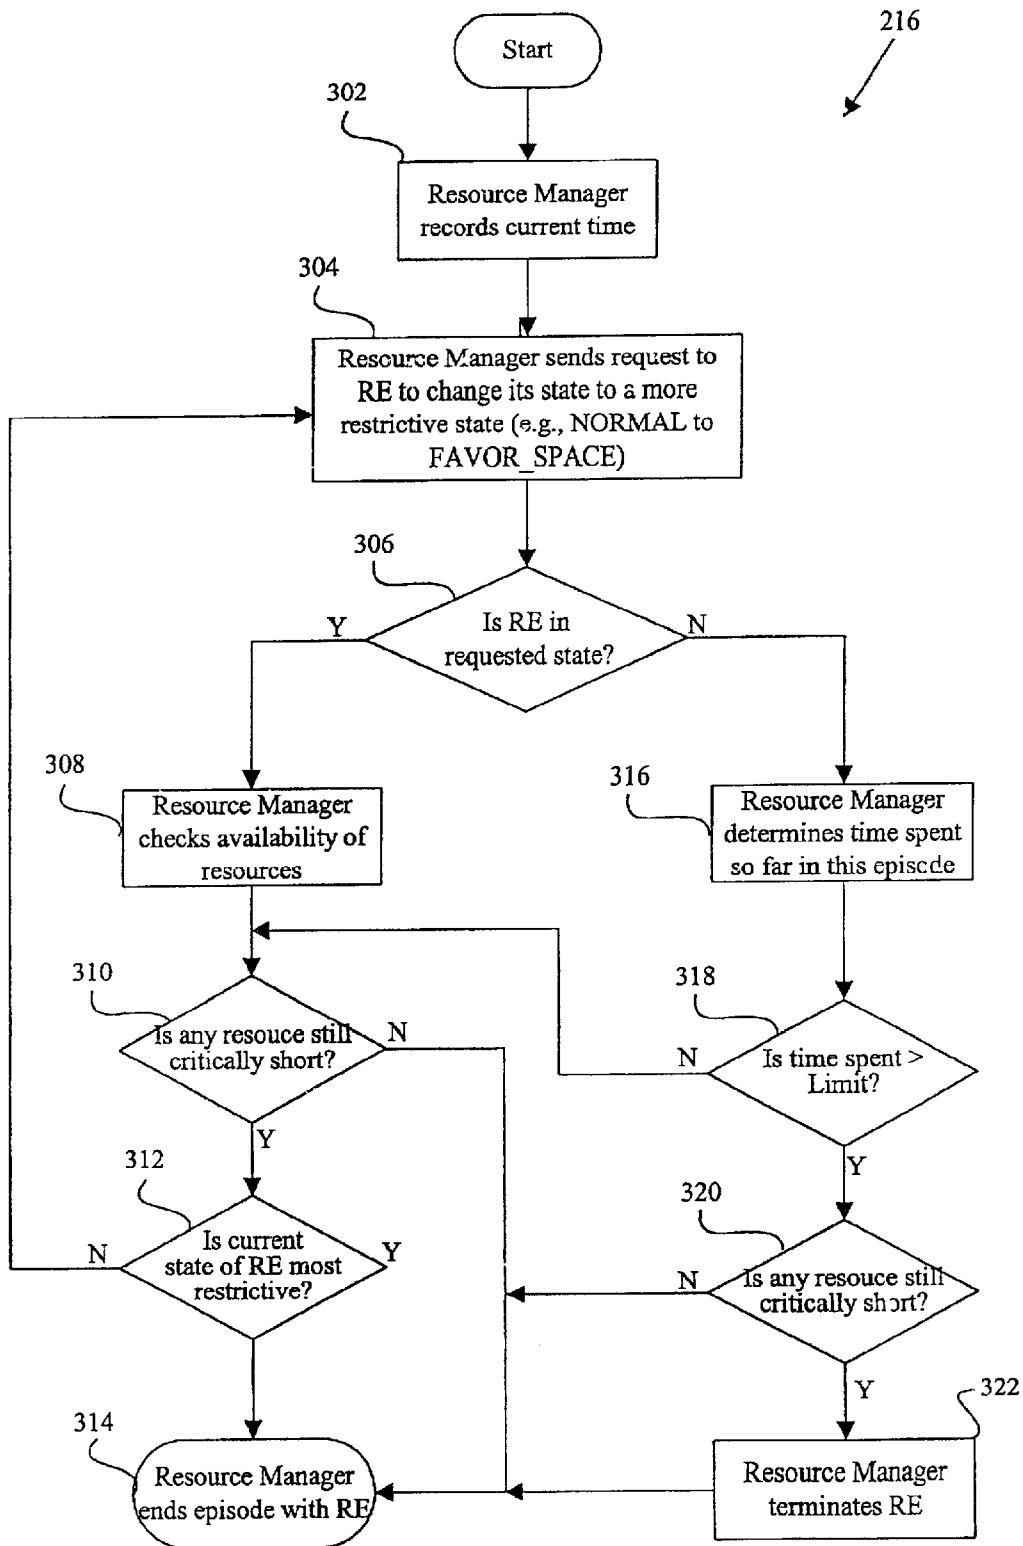 216
Start
302
Resource Manager
records current time
304
Resource Manager sends request to
RE to change its state to a more
restrictive state (e.g., NORMAL to
FAVOR_SPACE)
306
Is RE in
requested state?
Y
N
308
Resource Manager
checks availability of
resources
316
Resource Manager
determines time spent
so far in this episode
310
Is any resouce still
critically short?
N
Y
318
Is time spent >
Limit?
N
Y
312
Is current
state of RE most
restrictive?
N
Y
320
Is any resouce still
critically short?
N
Y
314
Resource Manager
ends episode with RE
322
Resource Manager
terminates RE